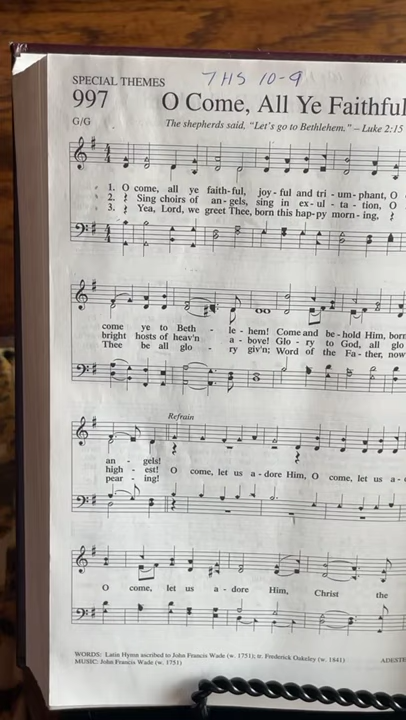 SPECIAL THEMES
7HS 10-9
997 O Come, All Ye Faithful
G/G The shepherds said, "Let's go to Bethlehem." – Luke 2:15
1. O come, all ye faith-ful, joy-ful and tri-um-phant, O
2. Sing choirs of an-gels, sing in ex-ul-ta-tion, O
3. Yea, Lord, we greet Thee, born this hap-py morn-ing,
come ye to Beth - le-hem! Come and be-hold Him, born
bright hosts of heav'n a-bove! Glo-ry to God, all glo
Thee be all glo - ry giv'n; Word of the Fa-ther, now
Refrain
an - gels!
high - est! O come, let us a-dore Him, O come, let us a-
pear - ing!
O come, let us a - dore Him, Christ the
WORDS: Latin Hymn ascribed to John Francis Wade (w. 1751); tr. Frederick Oakeley (w. 1841)
MUSIC: John Francis Wade (w. 1751) ADESTE